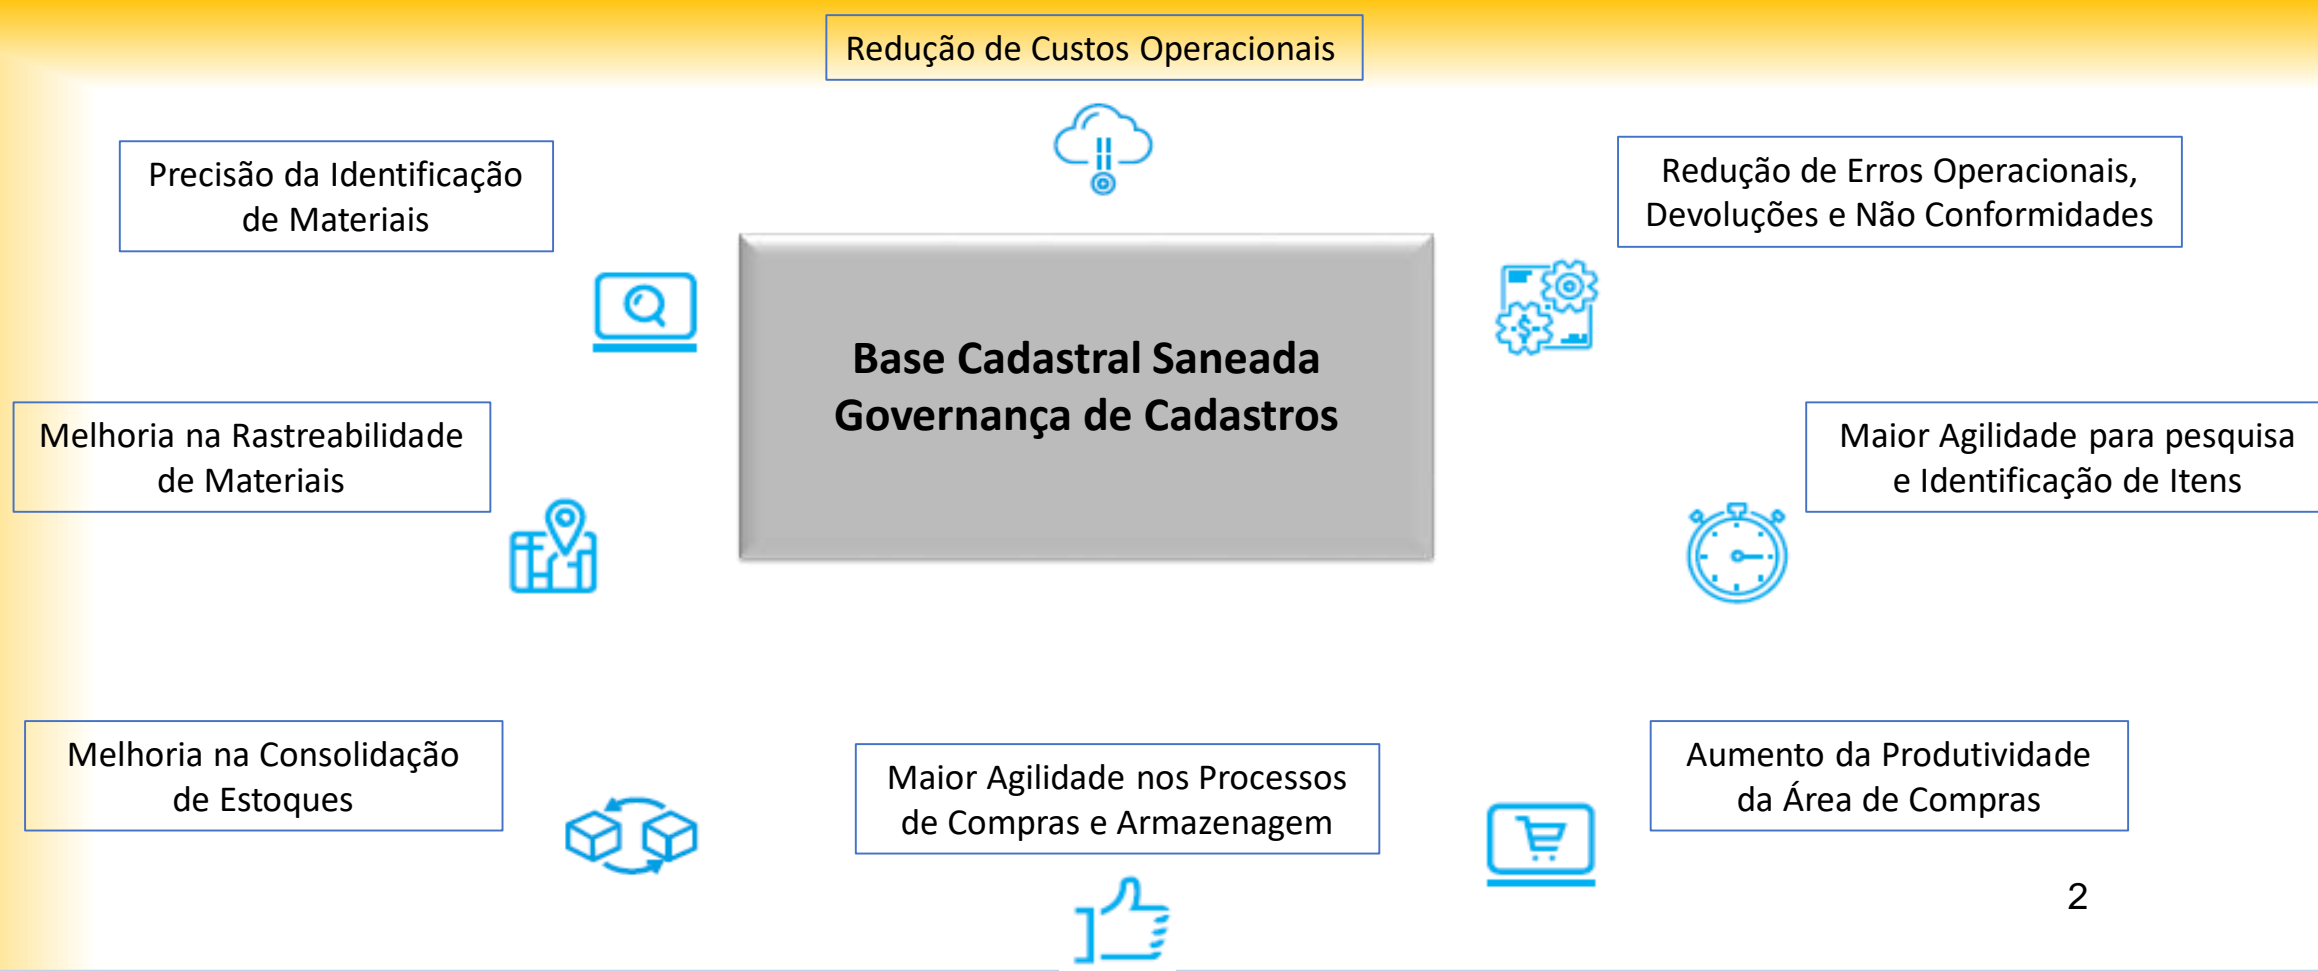 Redução de Custos Operacionais
Precisão da Identificação
de Materiais
Redução de Erros Operacionais,
Devoluções e Não Conformidades
Base Cadastral Saneada
Governança de Cadastros
Melhoria na Rastreabilidade
de Materiais
Maior Agilidade para pesquisa
e Identificação de Itens
Melhoria na Consolidação
de Estoques
Maior Agilidade nos Processos
de Compras e Armazenagem
Aumento da Produtividade
da Área de Compras
$
2